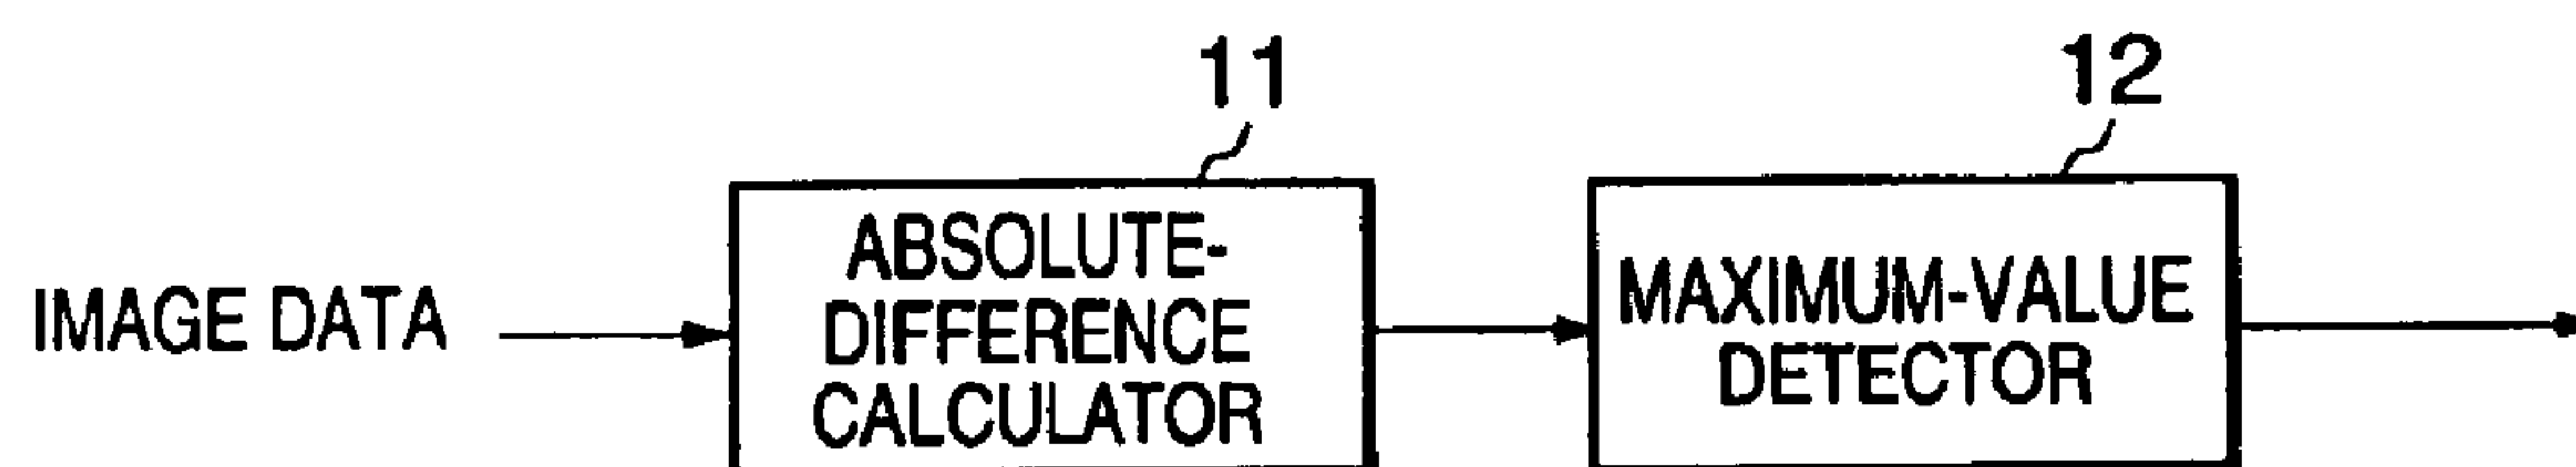 11
12
IMAGE DATA
ABSOLUTE-
DIFFERENCE
CALCULATOR
MAXIMUM-VALUE
DETECTOR